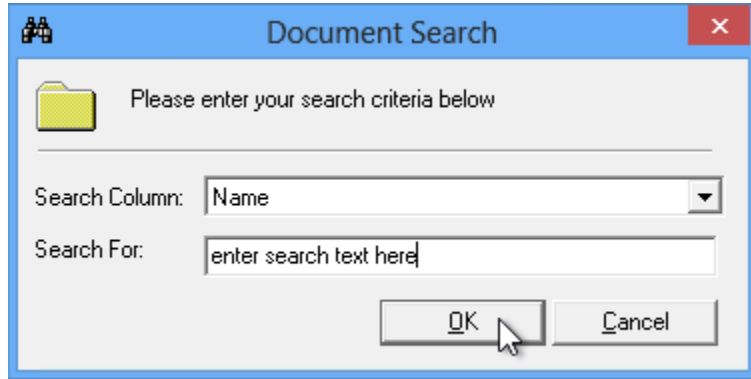 Document Search
Please enter your search criteria below
Search Column: Name
Search For: enter search text here
OK Cancel